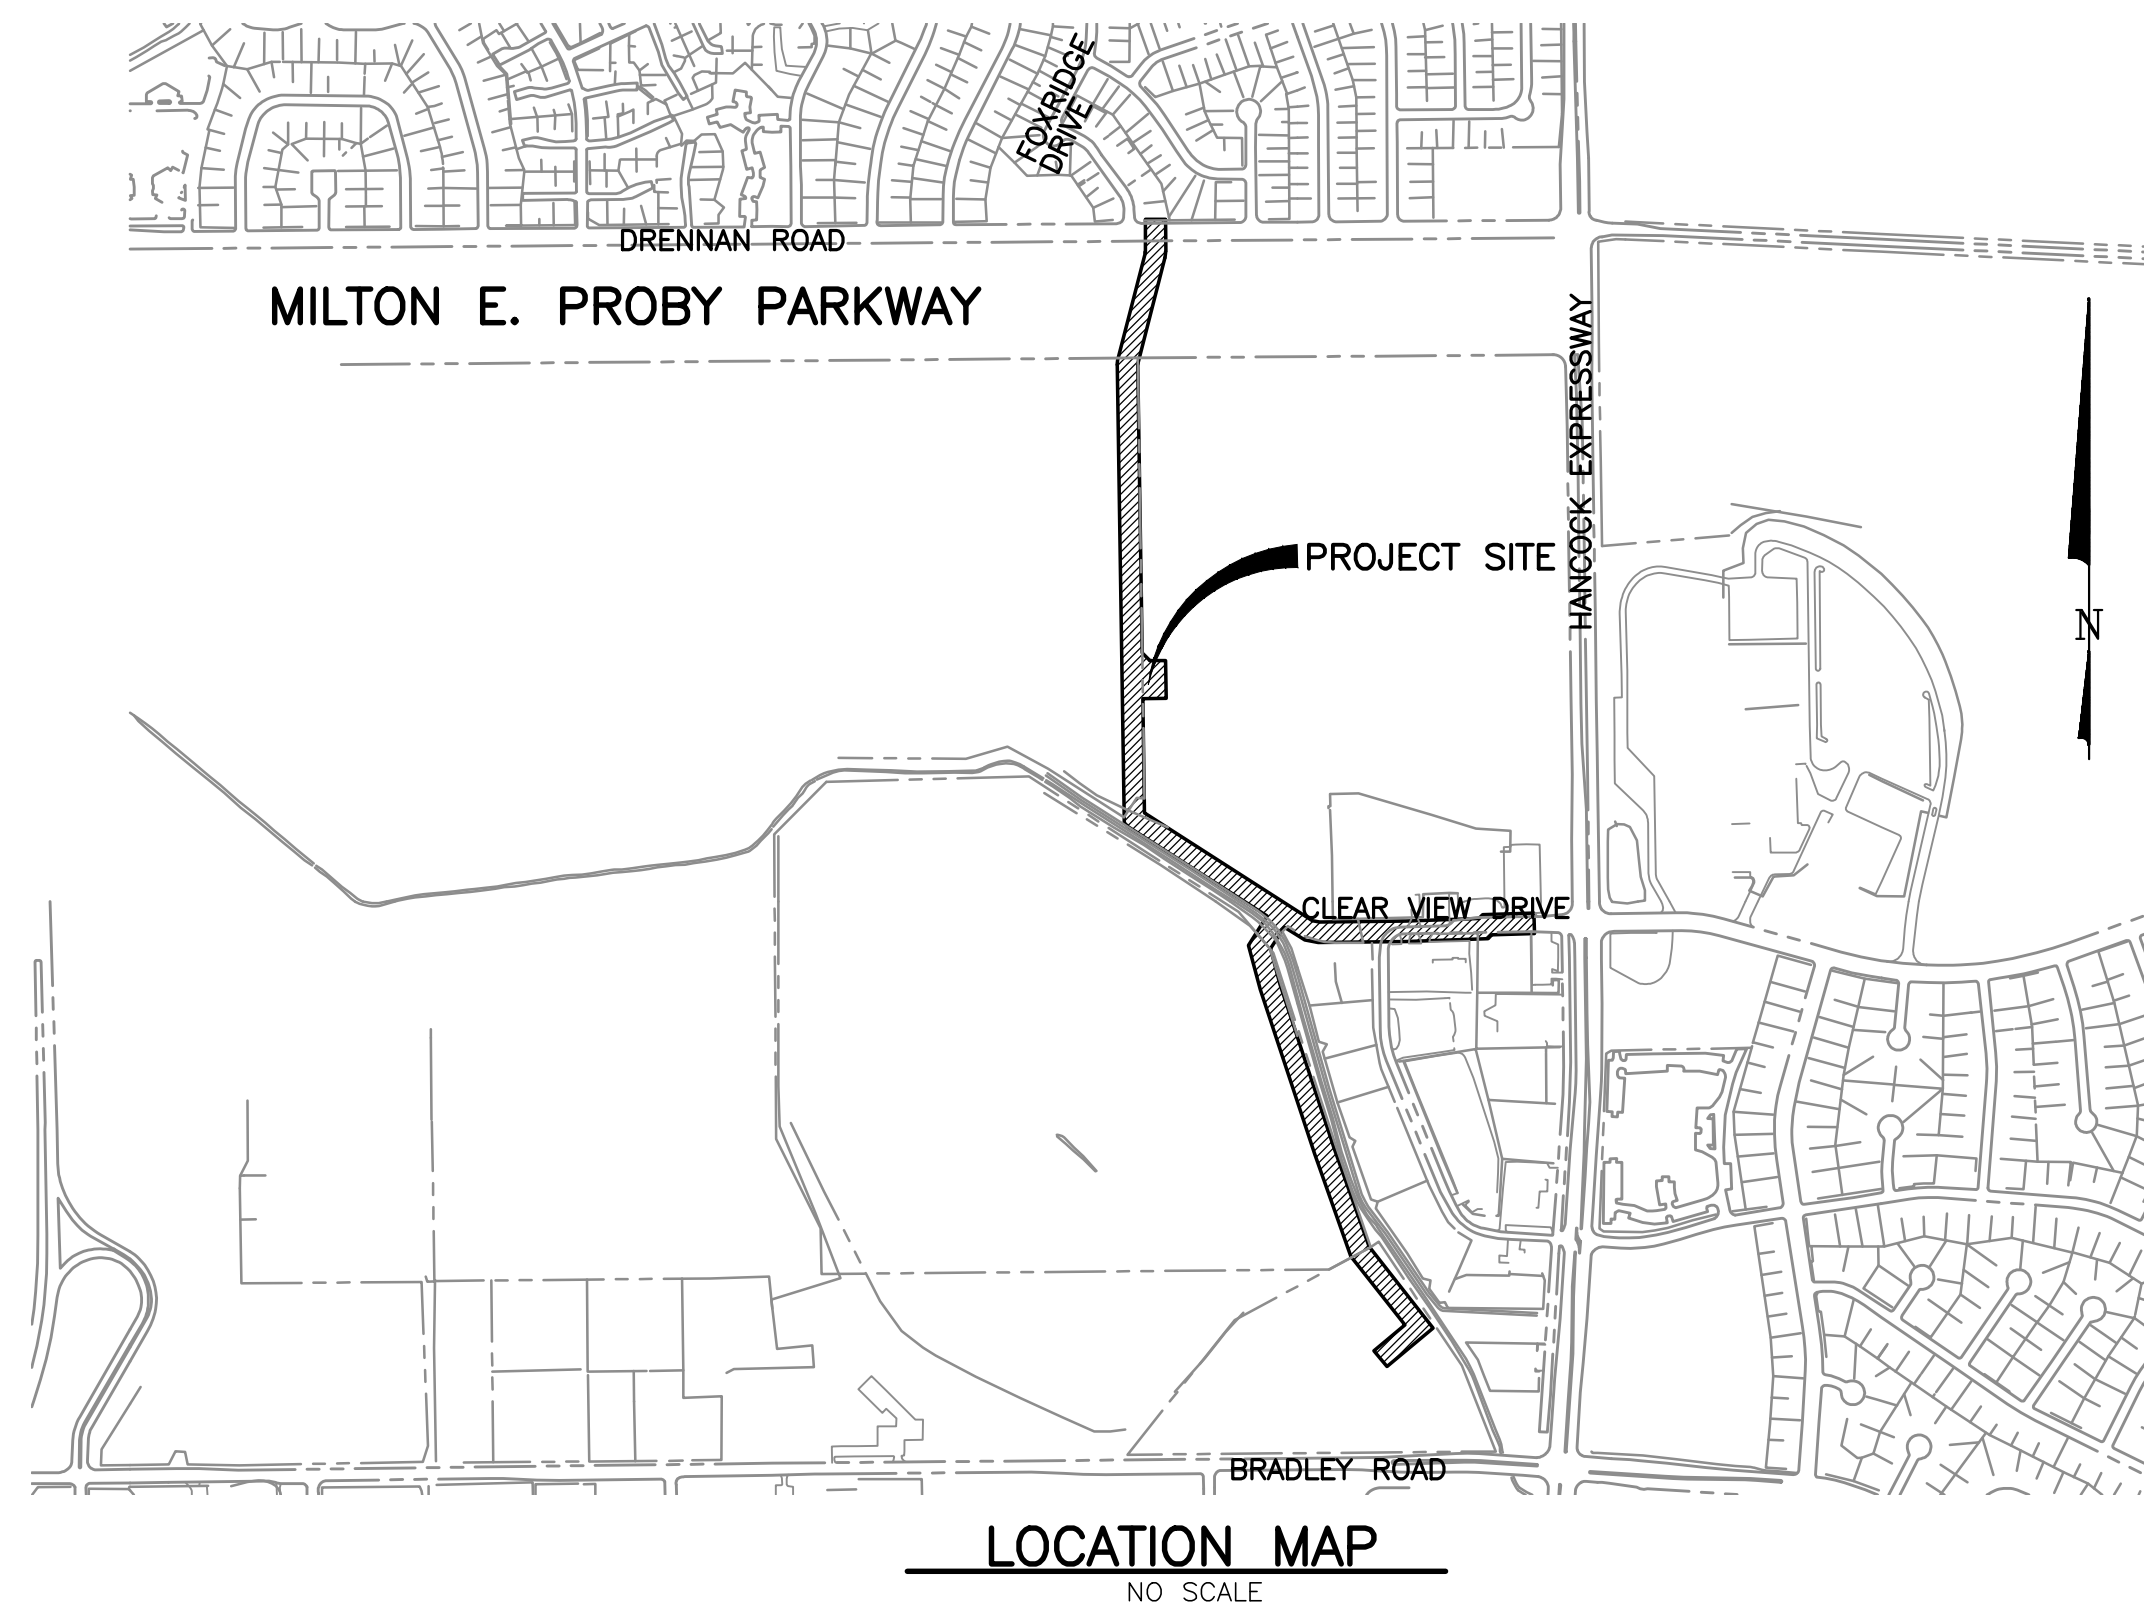 FOXRIDGE
DRIVE
DRENNAN ROAD
MILTON E. PROBY PARKWAY
HANCOCK EXPRESSWAY
PROJECT SITE
N
CLEAR VIEW DRIVE
BRADLEY ROAD
LOCATION MAP
NO SCALE